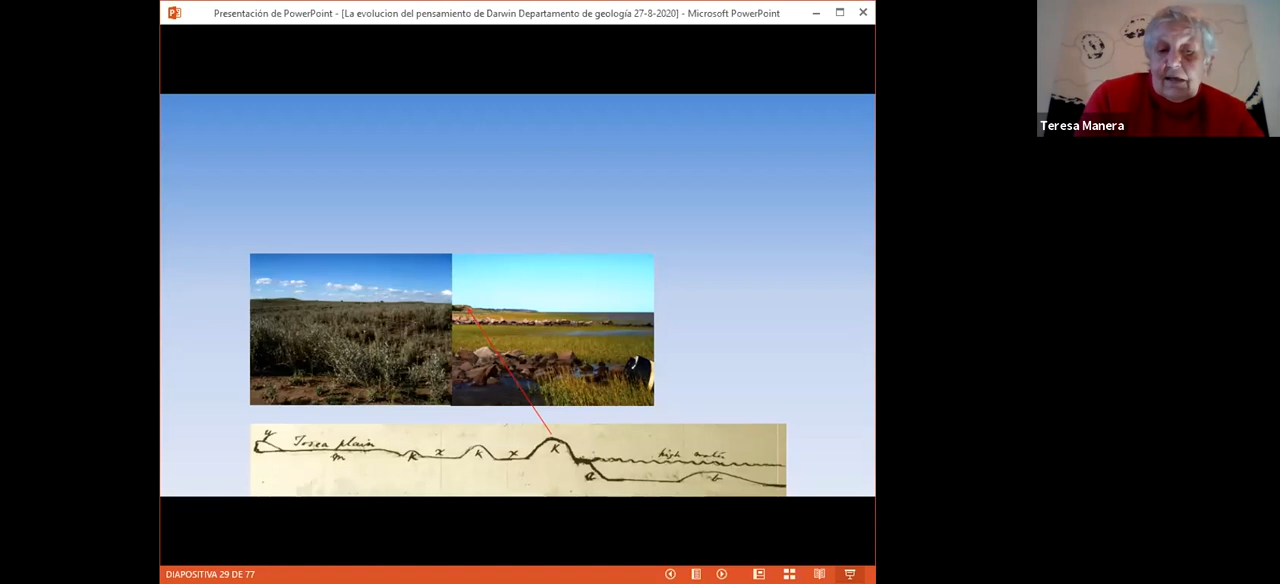 Presentación de PowerPoint - [La evolucion del pensamiento de Darwin Departamento de geología 27-8-2020] - Microsoft PowerPoint
Teresa Manera
y Tosca plain
m k x k x k
high water
a b
DIAPOSITIVA 29 DE 77